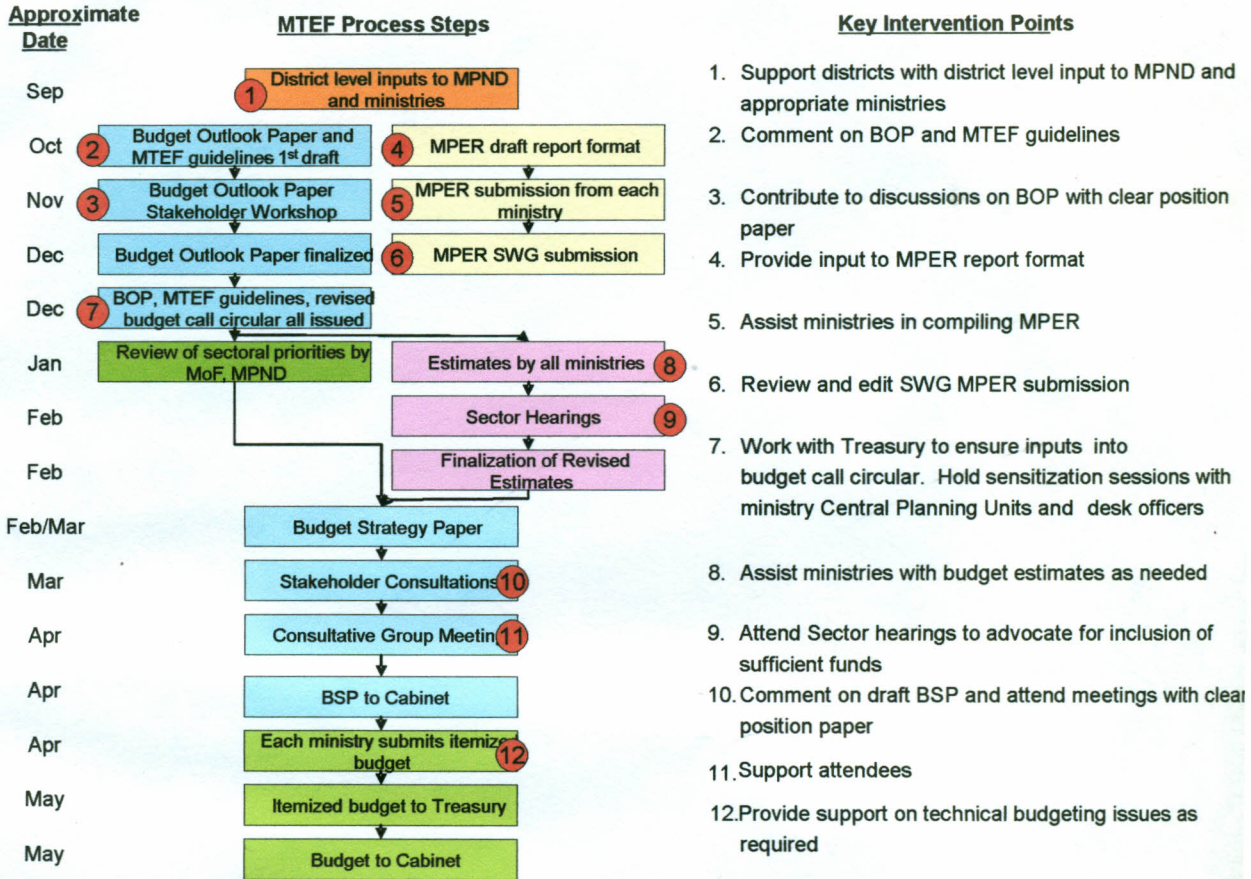 Approximate
Date
MTEF Process Steps
Key Intervention Points
Sep
1
District level inputs to MPND
and ministries
Oct
2
Budget Outlook Paper and
MTEF guidelines 1st draft
4
MPER draft report format
Nov
3
Budget Outlook Paper
Stakeholder Workshop
5
MPER submission from each
ministry
Dec
Budget Outlook Paper finalized
6
MPER SWG submission
Dec
7
BOP, MTEF guidelines, revised
budget call circular all issued
Jan
Review of sectoral priorities by
MoF, MPND
Estimates by all ministries
8
Feb
Sector Hearings
9
Feb
Finalization of Revised
Estimates
Feb/Mar
Budget Strategy Paper
Mar
Stakeholder Consultations
10
Apr
Consultative Group Meeting
11
Apr
BSP to Cabinet
Apr
Each ministry submits itemize
budget
12
May
Itemized budget to Treasury
May
Budget to Cabinet
1. Support districts with district level input to MPND and
appropriate ministries
2. Comment on BOP and MTEF guidelines
3. Contribute to discussions on BOP with clear position
paper
4. Provide input to MPER report format
5. Assist ministries in compiling MPER
6. Review and edit SWG MPER submission
7. Work with Treasury to ensure inputs into
budget call circular. Hold sensitization sessions with
ministry Central Planning Units and desk officers
8. Assist ministries with budget estimates as needed
9. Attend Sector hearings to advocate for inclusion of
sufficient funds
10. Comment on draft BSP and attend meetings with clear
position paper
11. Support attendees
12. Provide support on technical budgeting issues as
required